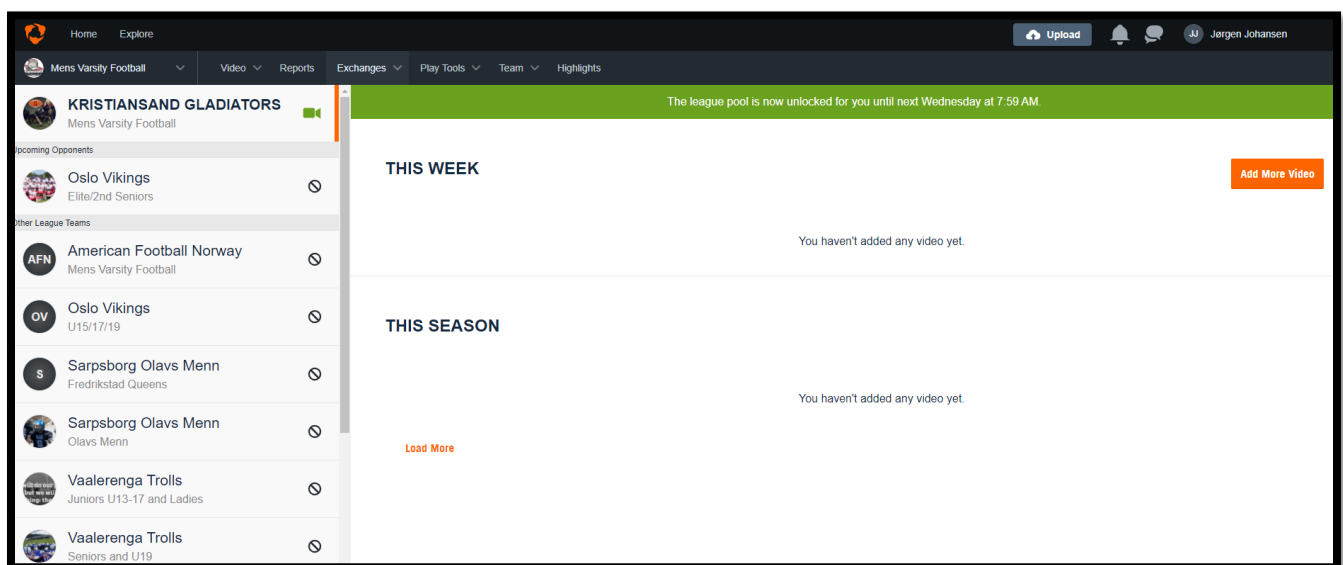 Home Explore Upload JJ Jørgen Johansen
Mens Varsity Football Video Reports Exchanges Play Tools Team Highlights
KRISTIANSAND GLADIATORS
Mens Varsity Football
Upcoming Opponents
Oslo Vikings
Elite/2nd Seniors
Other League Teams
AFN
American Football Norway
Mens Varsity Football
OV
Oslo Vikings
U15/17/19
S
Sarpsborg Olavs Menn
Fredrikstad Queens
Sarpsborg Olavs Menn
Olavs Menn
Vaalerenga Trolls
Juniors U13-17 and Ladies
Vaalerenga Trolls
Seniors and U19
The league pool is now unlocked for you until next Wednesday at 7:59 AM.
THIS WEEK
Add More Video
You haven't added any video yet.
THIS SEASON
You haven't added any video yet.
Load More